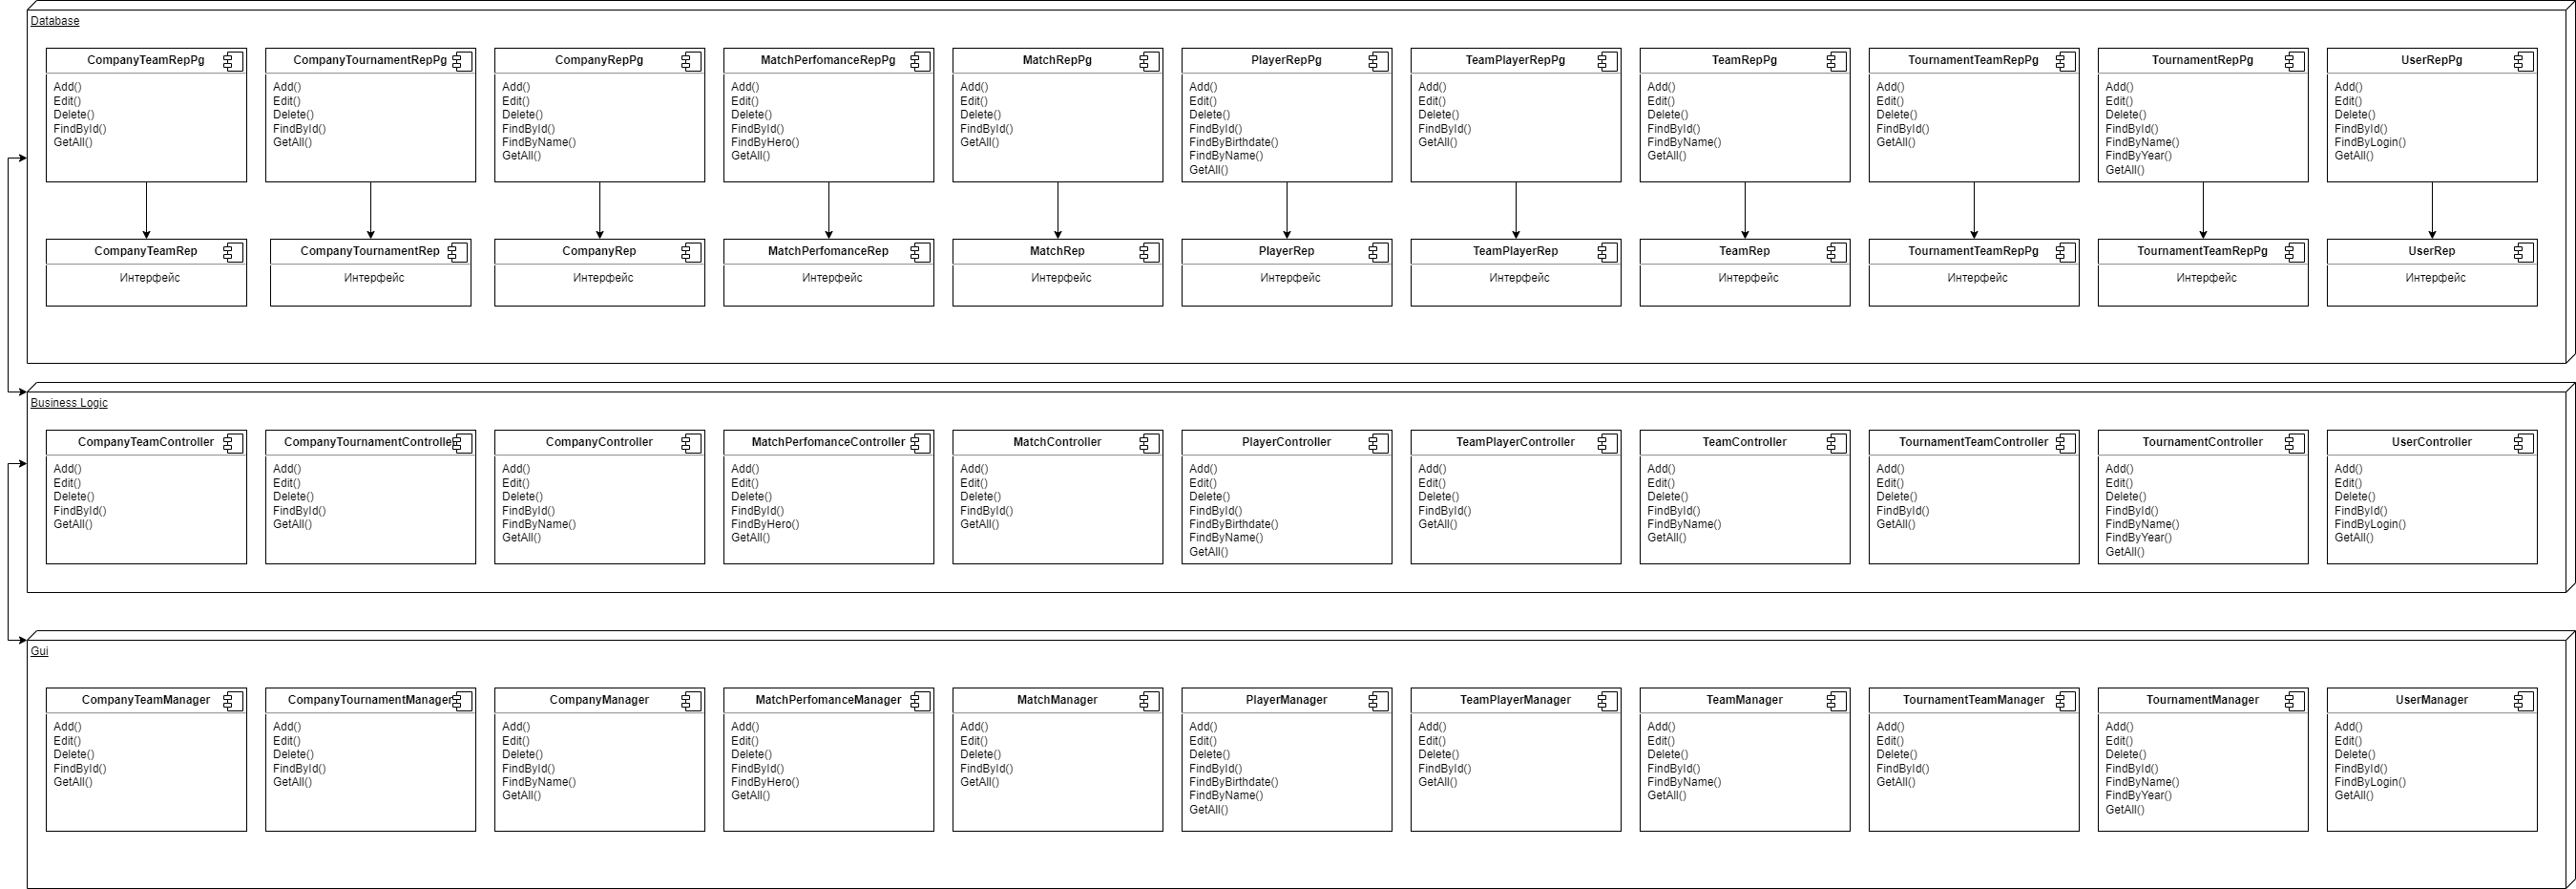 Database
CompanyTeamRepPg
Add()
Edit()
Delete()
FindById()
GetAll()
CompanyTournamentRepPg
Add()
Edit()
Delete()
FindById()
GetAll()
CompanyRepPg
Add()
Edit()
Delete()
FindById()
FindByName()
GetAll()
MatchPerfomanceRepPg
Add()
Edit()
Delete()
FindById()
FindByHero()
GetAll()
MatchRepPg
Add()
Edit()
Delete()
FindById()
GetAll()
PlayerRepPg
Add()
Edit()
Delete()
FindById()
FindByBirthdate()
FindByName()
GetAll()
TeamPlayerRepPg
Add()
Edit()
Delete()
FindById()
GetAll()
TeamRepPg
Add()
Edit()
Delete()
FindById()
FindByName()
GetAll()
TournamentTeamRepPg
Add()
Edit()
Delete()
FindById()
GetAll()
TournamentRepPg
Add()
Edit()
Delete()
FindById()
FindByName()
FindByYear()
GetAll()
UserRepPg
Add()
Edit()
Delete()
FindById()
FindByLogin()
GetAll()
CompanyTeamRep
Интерфейс
CompanyTournamentRep
Интерфейс
CompanyRep
Интерфейс
MatchPerfomanceRep
Интерфейс
MatchRep
Интерфейс
PlayerRep
Интерфейс
TeamPlayerRep
Интерфейс
TeamRep
Интерфейс
TournamentTeamRepPg
Интерфейс
TournamentTeamRepPg
Интерфейс
UserRep
Интерфейс
Business Logic
CompanyTeamController
Add()
Edit()
Delete()
FindById()
GetAll()
CompanyTournamentController
Add()
Edit()
Delete()
FindById()
GetAll()
CompanyController
Add()
Edit()
Delete()
FindById()
FindByName()
GetAll()
MatchPerfomanceController
Add()
Edit()
Delete()
FindById()
FindByHero()
GetAll()
MatchController
Add()
Edit()
Delete()
FindById()
GetAll()
PlayerController
Add()
Edit()
Delete()
FindById()
FindByBirthdate()
FindByName()
GetAll()
TeamPlayerController
Add()
Edit()
Delete()
FindById()
GetAll()
TeamController
Add()
Edit()
Delete()
FindById()
FindByName()
GetAll()
TournamentTeamController
Add()
Edit()
Delete()
FindById()
GetAll()
TournamentController
Add()
Edit()
Delete()
FindById()
FindByName()
FindByYear()
GetAll()
UserController
Add()
Edit()
Delete()
FindById()
FindByLogin()
GetAll()
Gui
CompanyTeamManager
Add()
Edit()
Delete()
FindById()
GetAll()
CompanyTournamentManager
Add()
Edit()
Delete()
FindById()
GetAll()
CompanyManager
Add()
Edit()
Delete()
FindById()
FindByName()
GetAll()
MatchPerfomanceManager
Add()
Edit()
Delete()
FindById()
FindByHero()
GetAll()
MatchManager
Add()
Edit()
Delete()
FindById()
GetAll()
PlayerManager
Add()
Edit()
Delete()
FindById()
FindByBirthdate()
FindByName()
GetAll()
TeamPlayerManager
Add()
Edit()
Delete()
FindById()
GetAll()
TeamManager
Add()
Edit()
Delete()
FindById()
FindByName()
GetAll()
TournamentTeamManager
Add()
Edit()
Delete()
FindById()
GetAll()
TournamentManager
Add()
Edit()
Delete()
FindById()
FindByName()
FindByYear()
GetAll()
UserManager
Add()
Edit()
Delete()
FindById()
FindByLogin()
GetAll()